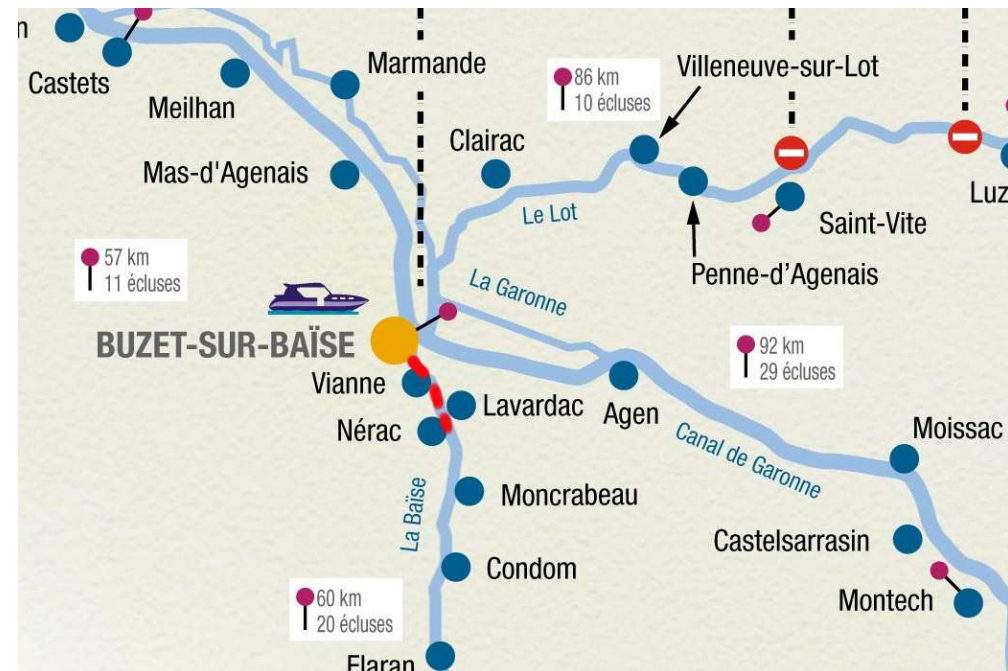 n
Castets
Meilhan
Marmande
Mas-d'Agenais
86 km
10 écluses
Villeneuve-sur-Lot
Clairac
Le Lot
Saint-Vite
Luz
Penne-d'Agenais
57 km
11 écluses
La Garonne
BUZET-SUR-BAÏSE
92 km
29 écluses
Vianne
Lavardac
Agen
Nérac
Canal de Garonne
Moissac
La Baïse
Moncrabeau
Castelsarrasin
Condom
60 km
20 écluses
Montech
Flaran